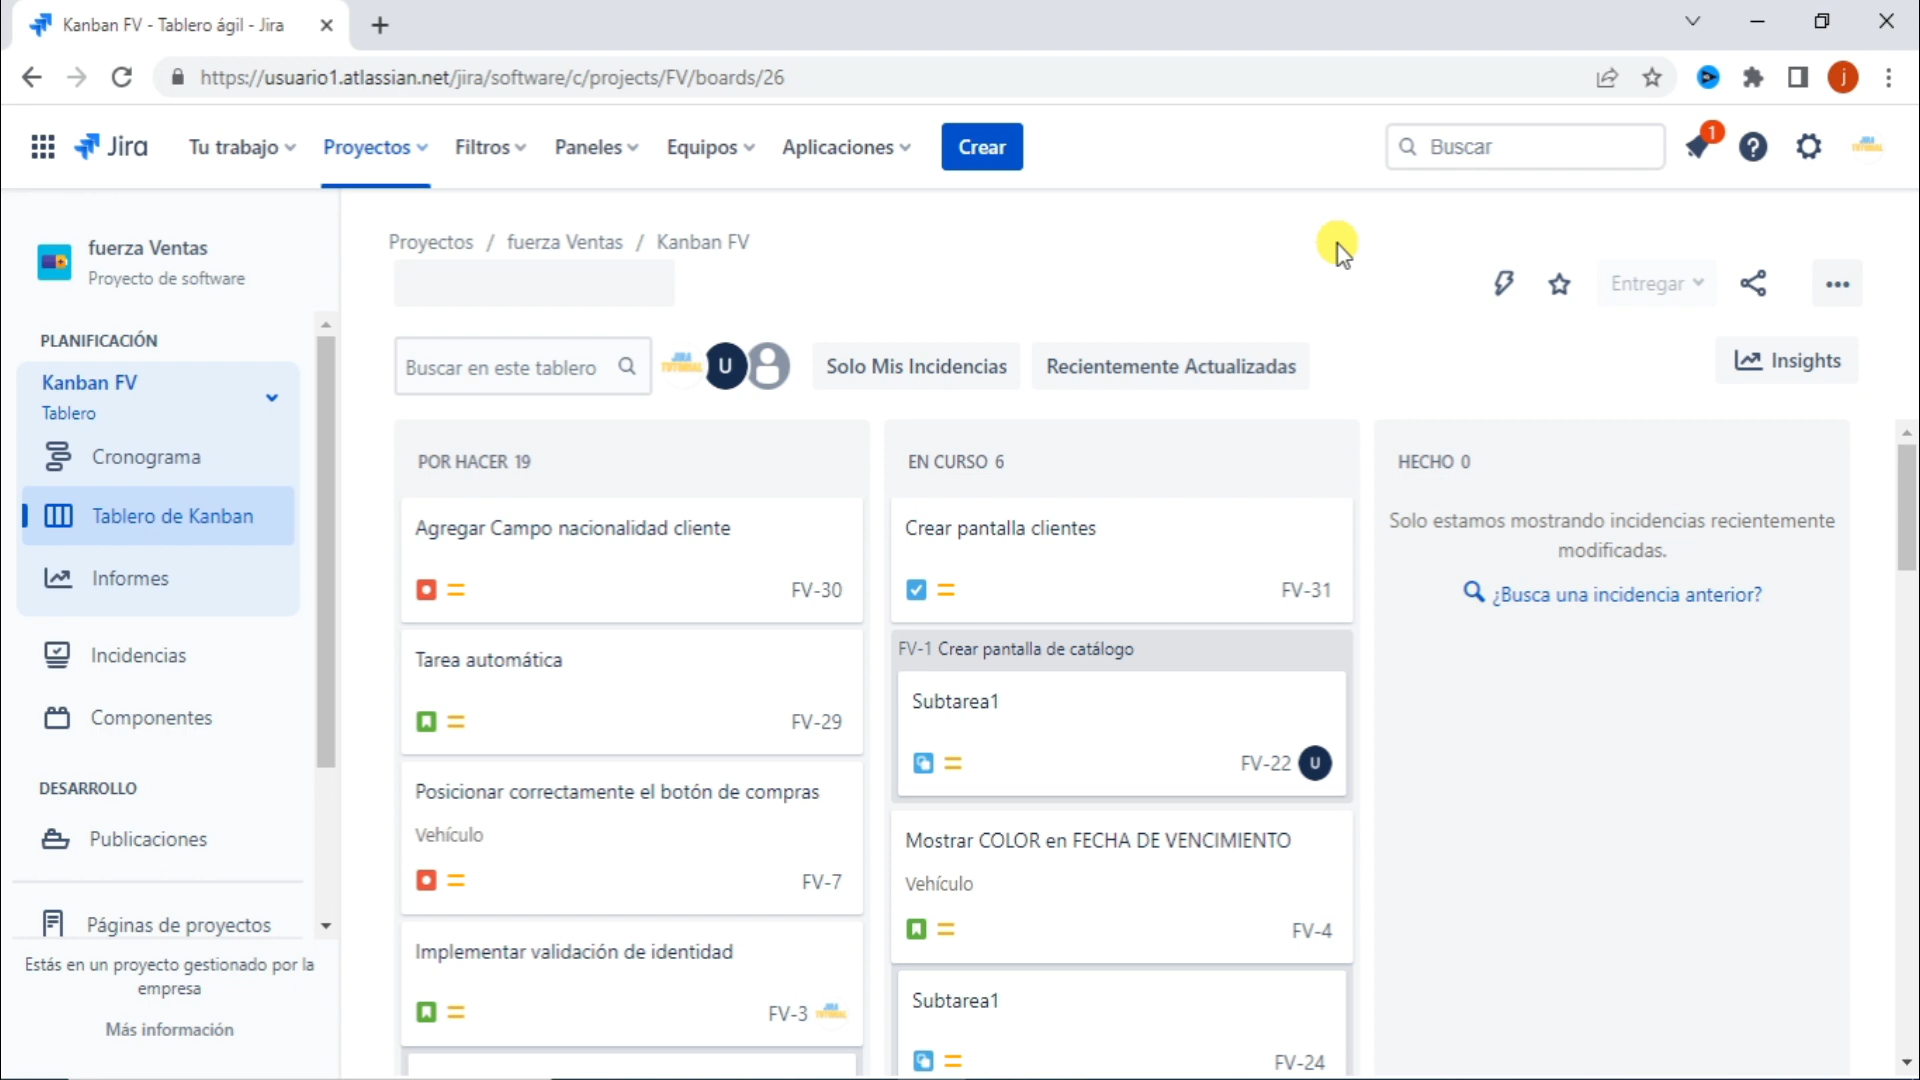 Kanban FV - Tablero ágil - Jira
https://usuario1.atlassian.net/jira/software/c/projects/FV/boards/26
j
Jira
Tu trabajo
Proyectos
Filtros
Paneles
Equipos
Aplicaciones
Crear
Buscar
1
fuerza Ventas
Proyecto de software
PLANIFICACIÓN
Kanban FV
Tablero
Cronograma
Tablero de Kanban
Informes
Incidencias
Componentes
DESARROLLO
Publicaciones
Páginas de proyectos
Estás en un proyecto gestionado por la
empresa
Más información
Proyectos / fuerza Ventas / Kanban FV
Entregar
Buscar en este tablero
JIRA
TUTORIAL
U
Solo Mis Incidencias
Recientemente Actualizadas
Insights
POR HACER 19
Agregar Campo nacionalidad cliente
FV-30
Tarea automática
FV-29
Posicionar correctamente el botón de compras
Vehículo
FV-7
Implementar validación de identidad
FV-3
EN CURSO 6
Crear pantalla clientes
FV-31
FV-1 Crear pantalla de catálogo
Subtarea1
FV-22
U
Mostrar COLOR en FECHA DE VENCIMIENTO
Vehículo
FV-4
Subtarea1
FV-24
HECHO 0
Solo estamos mostrando incidencias recientemente
modificadas.
¿Busca una incidencia anterior?